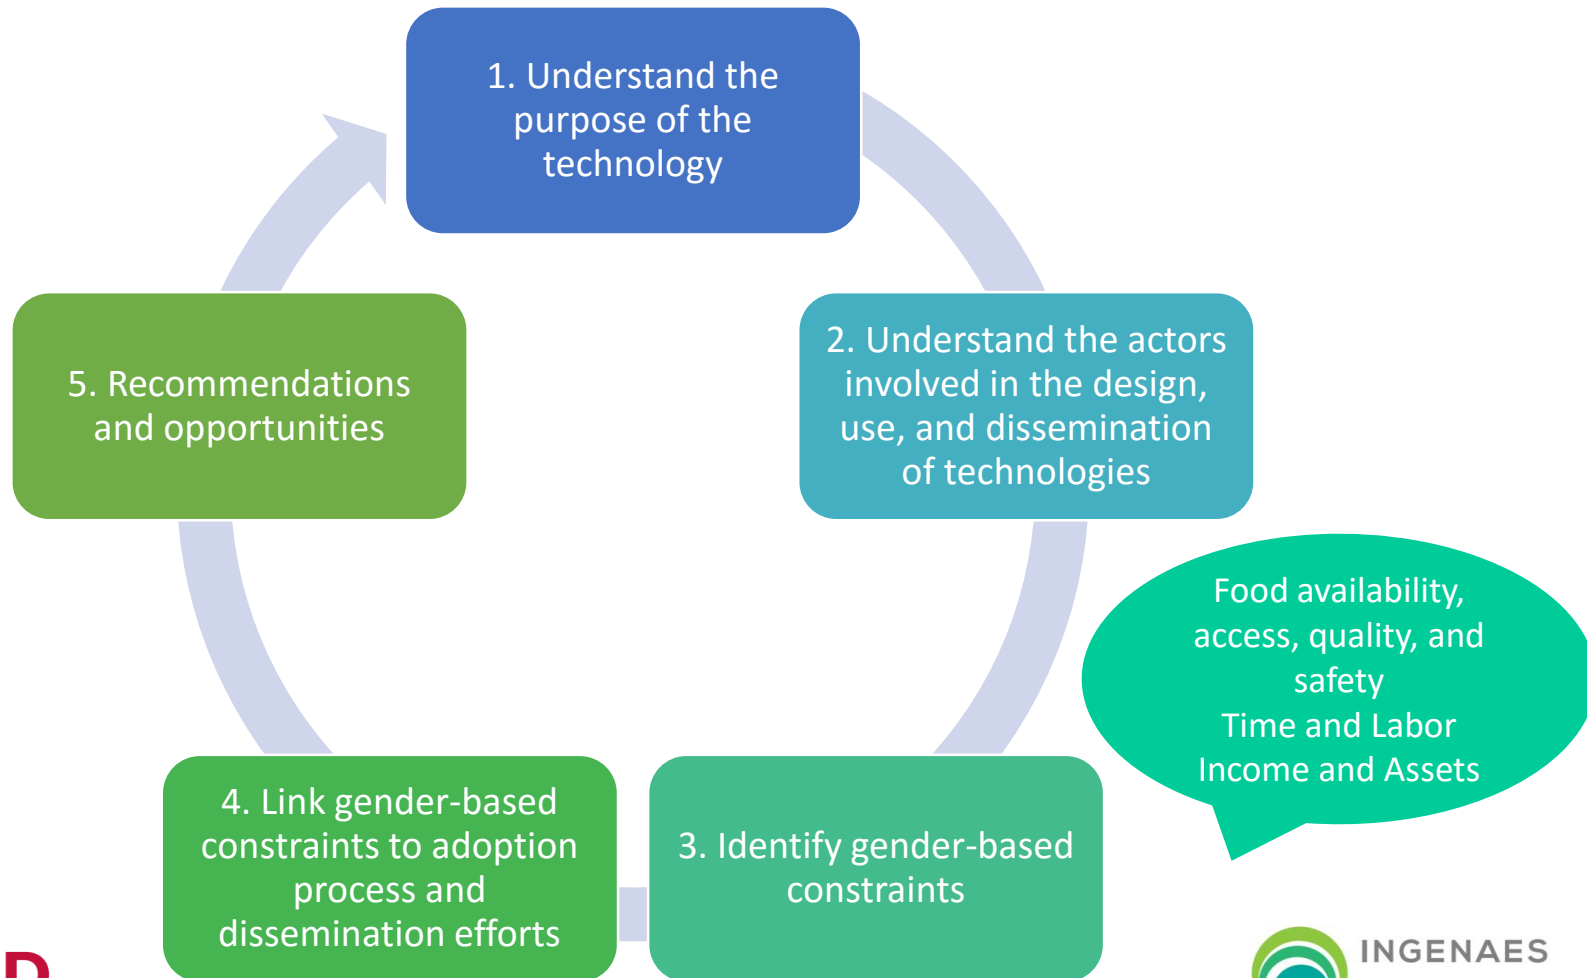 1. Understand the
purpose of the
technology
2. Understand the actors
involved in the design,
use, and dissemination
of technologies
Food availability,
access, quality, and
safety
Time and Labor
Income and Assets
3. Identify gender-based
constraints
4. Link gender-based
constraints to adoption
process and
dissemination efforts
5. Recommendations
and opportunities
D
INGENAES